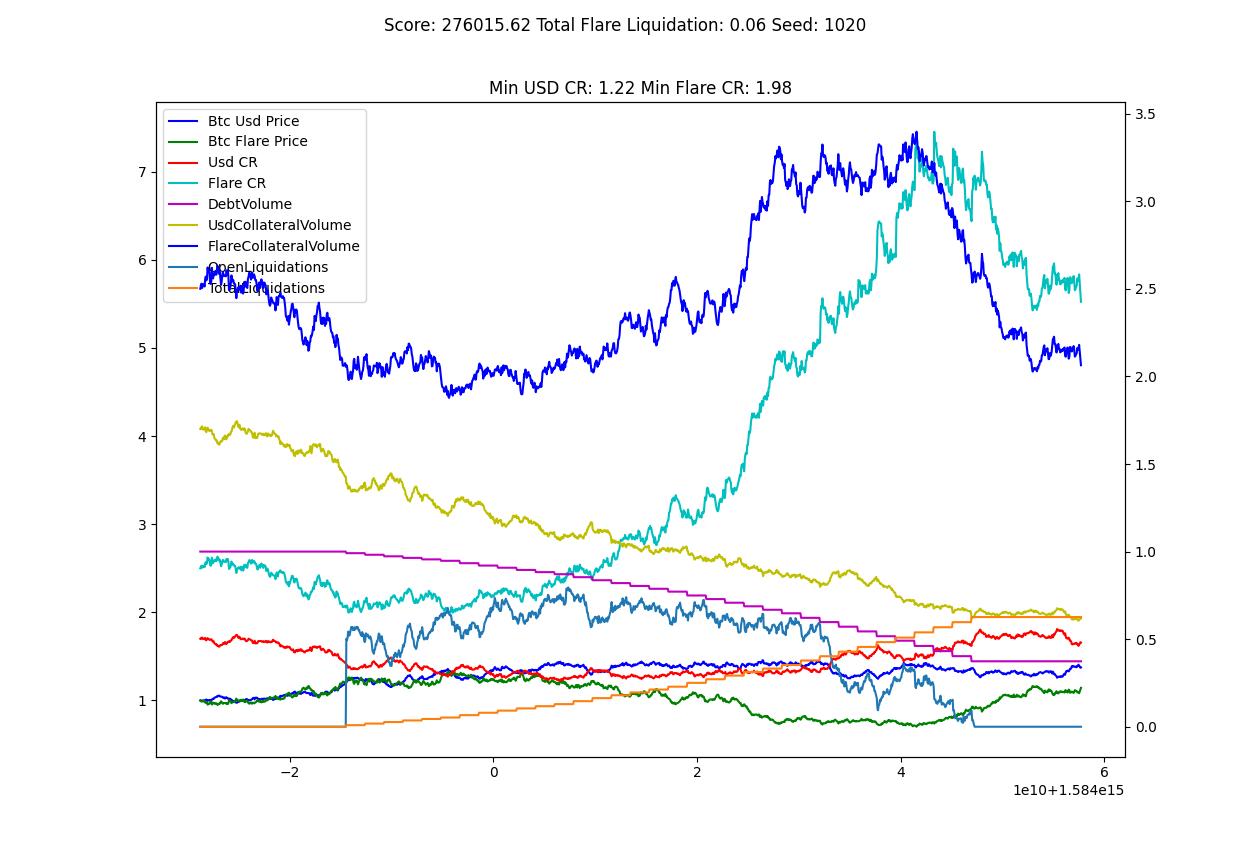 Score: 276015.62 Total Flare Liquidation: 0.06 Seed: 1020
Min USD CR: 1.22 Min Flare CR: 1.98
Btc Usd Price
Btc Flare Price
Usd CR
Flare CR
DebtVolume
UsdCollateralVolume
FlareCollateralVolume
OpenLiquidations
TotalLiquidations
7
6
5
4
3
2
1
3.5
3.0
2.5
2.0
1.5
1.0
0.5
0.0
−2 0 2 4 6
1e10+1.584e15